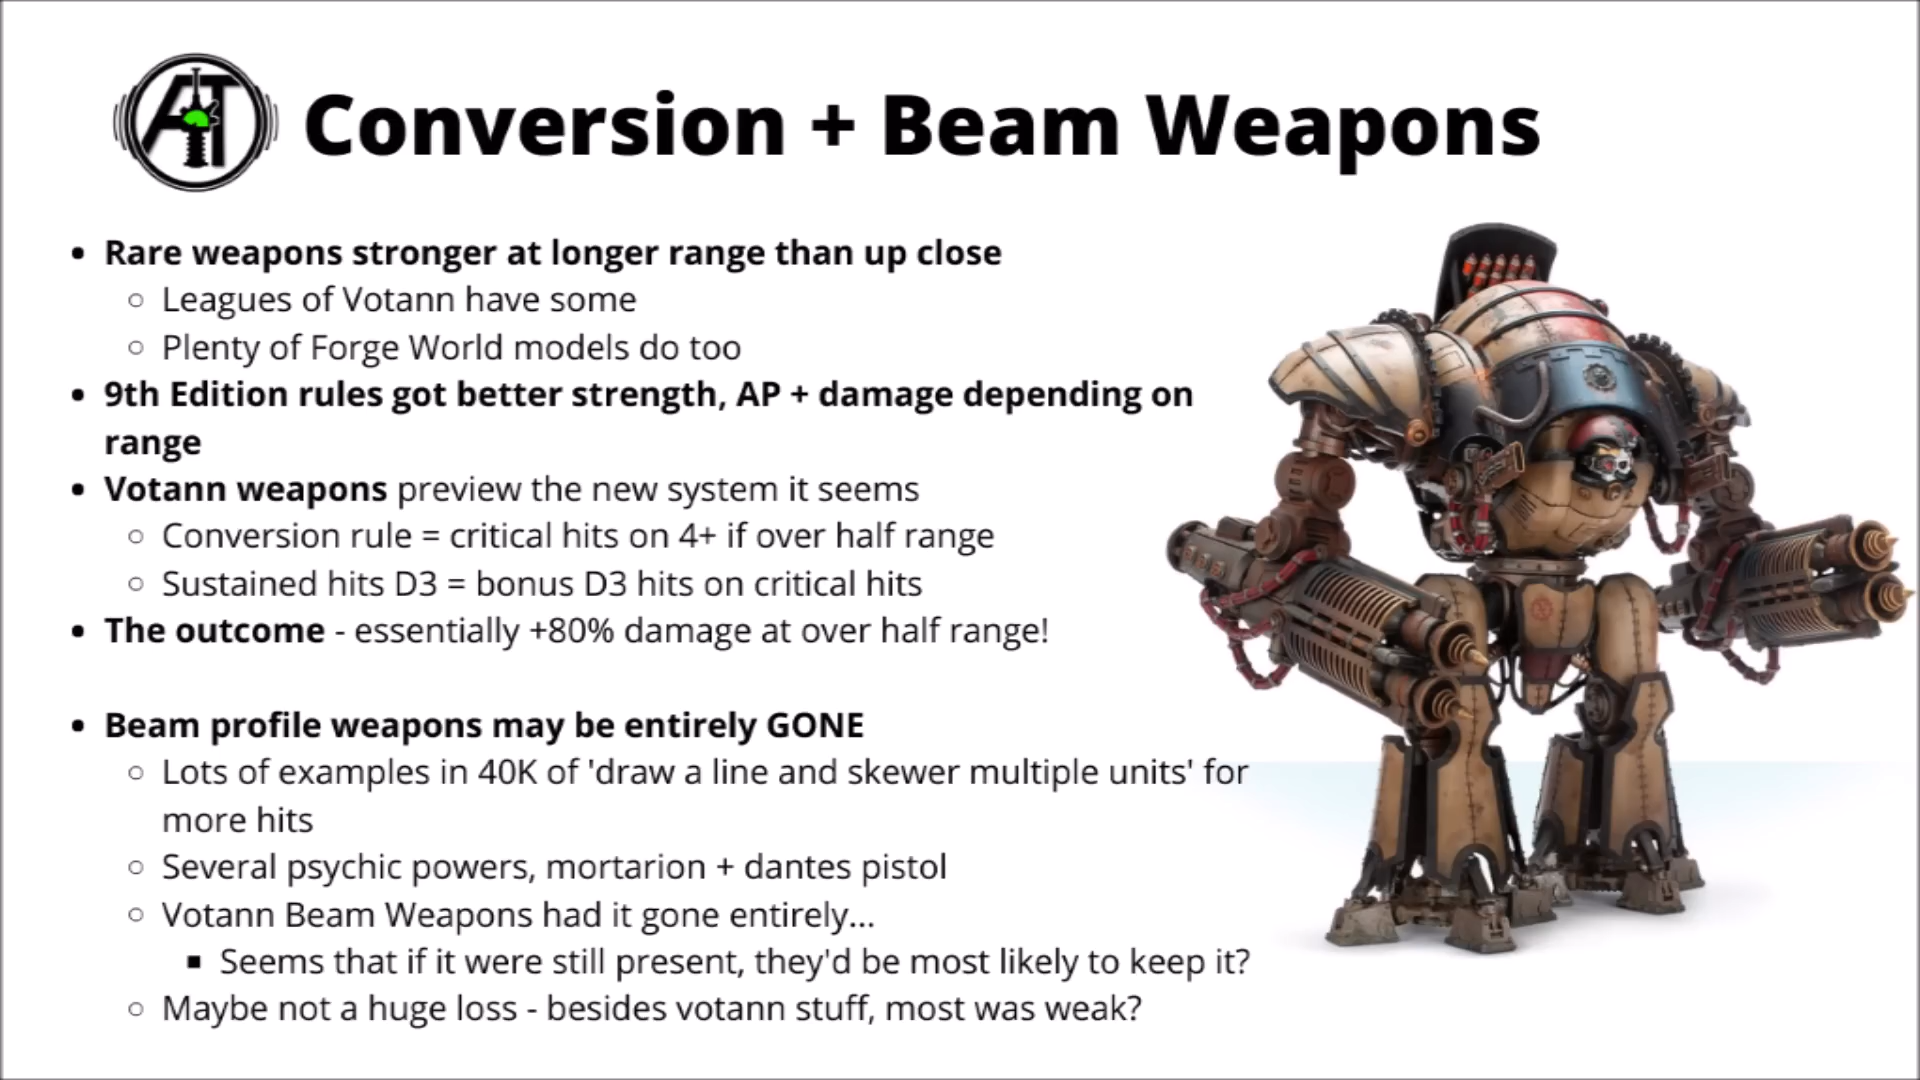 AT
Conversion + Beam Weapons
• Rare weapons stronger at longer range than up close
○ Leagues of Votann have some
○ Plenty of Forge World models do too
• 9th Edition rules got better strength, AP + damage depending on
range
• Votann weapons preview the new system it seems
○ Conversion rule = critical hits on 4+ if over half range
○ Sustained hits D3 = bonus D3 hits on critical hits
• The outcome - essentially +80% damage at over half range!
• Beam profile weapons may be entirely GONE
○ Lots of examples in 40K of 'draw a line and skewer multiple units' for
more hits
○ Several psychic powers, mortarion + dantes pistol
○ Votann Beam Weapons had it gone entirely...
▪ Seems that if it were still present, they'd be most likely to keep it?
○ Maybe not a huge loss - besides votann stuff, most was weak?